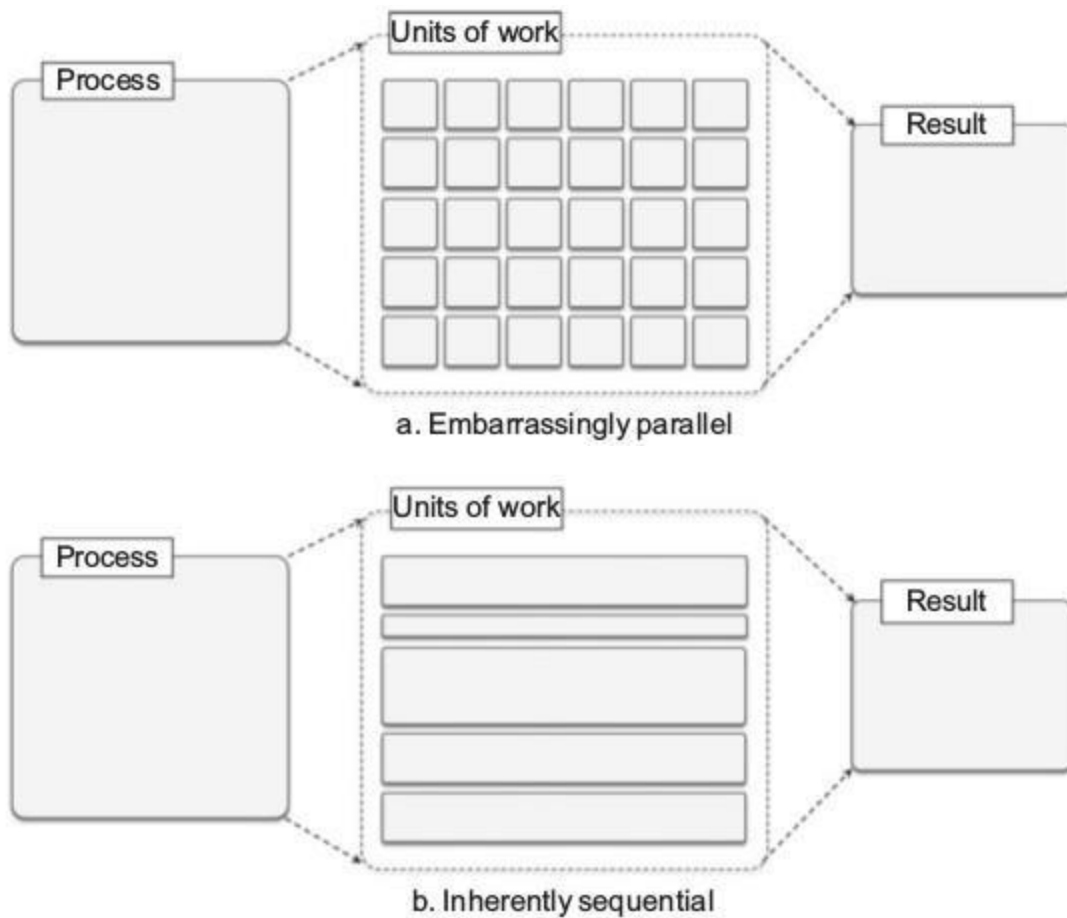 Units of work
Process
Result
a. Embarrassingly parallel
Units of work
Process
Result
b. Inherently sequential